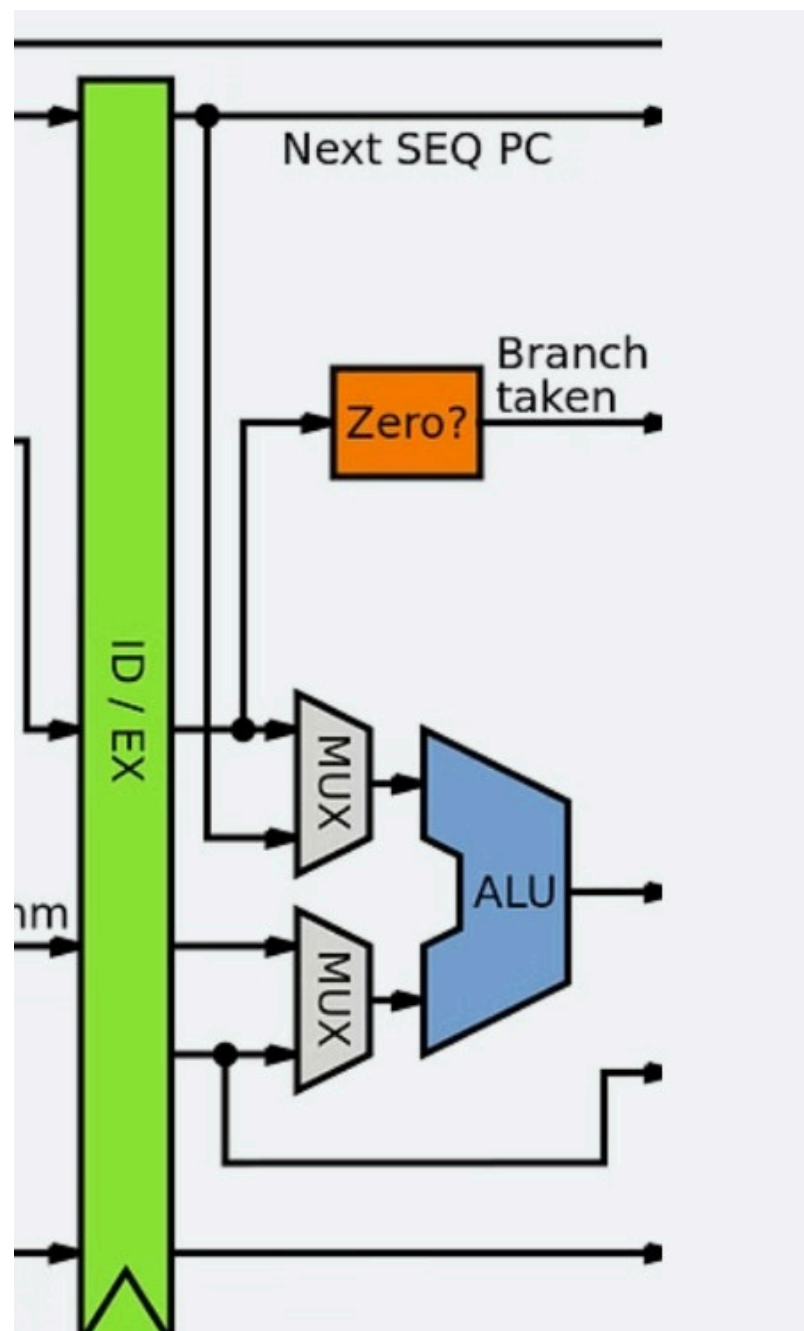 Next SEQ PC
Branch
taken
Zero?
ID / EX
MUX
ALU
MUX